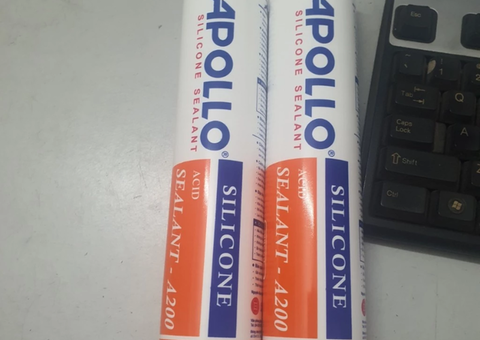 APOLLO®
SILICONE SEALANT
SILICONE
ACID
SEALANT - A200
APOLLO®
SILICONE SEALANT
SILICONE
ACID
SEALANT - A200
Esc
Tab
Q
Caps
Lock
A
Shift
Ctrl